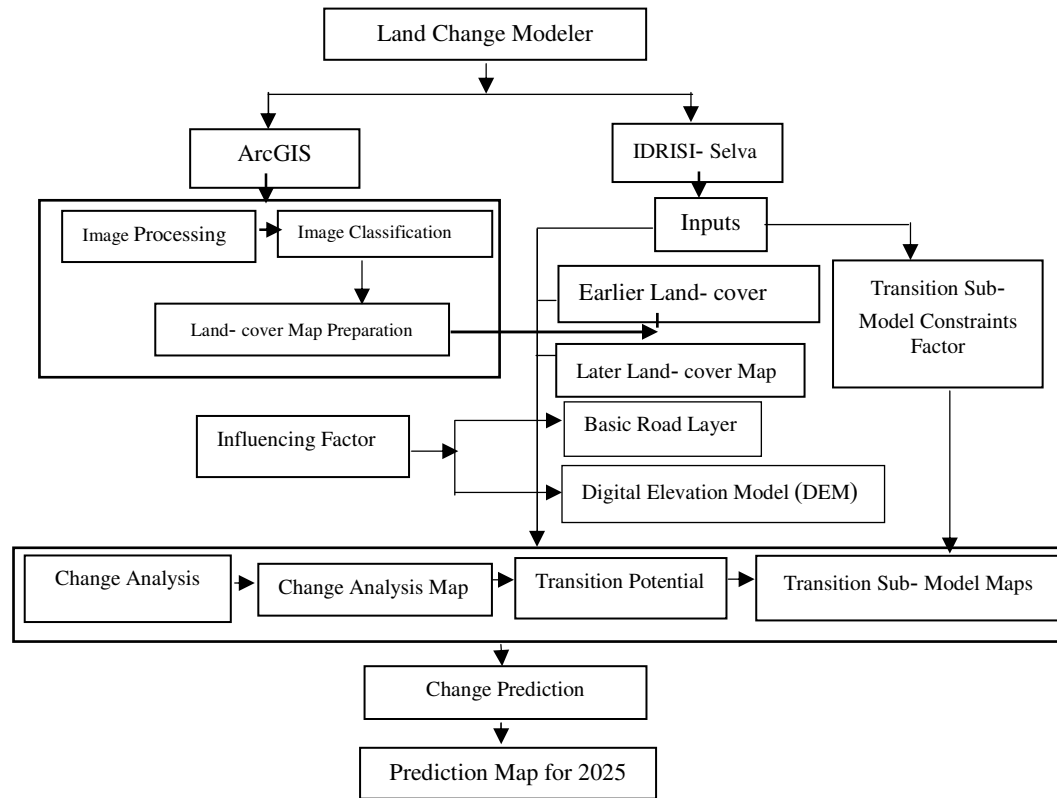 Land Change Modeler
ArcGIS
IDRISI- Selva
Image Processing
Image Classification
Inputs
Land- cover Map Preparation
Earlier Land- cover
Later Land- cover Map
Transition Sub-
Model Constraints
Factor
Influencing Factor
Basic Road Layer
Digital Elevation Model (DEM)
Change Analysis
Change Analysis Map
Transition Potential
Transition Sub- Model Maps
Change Prediction
Prediction Map for 2025